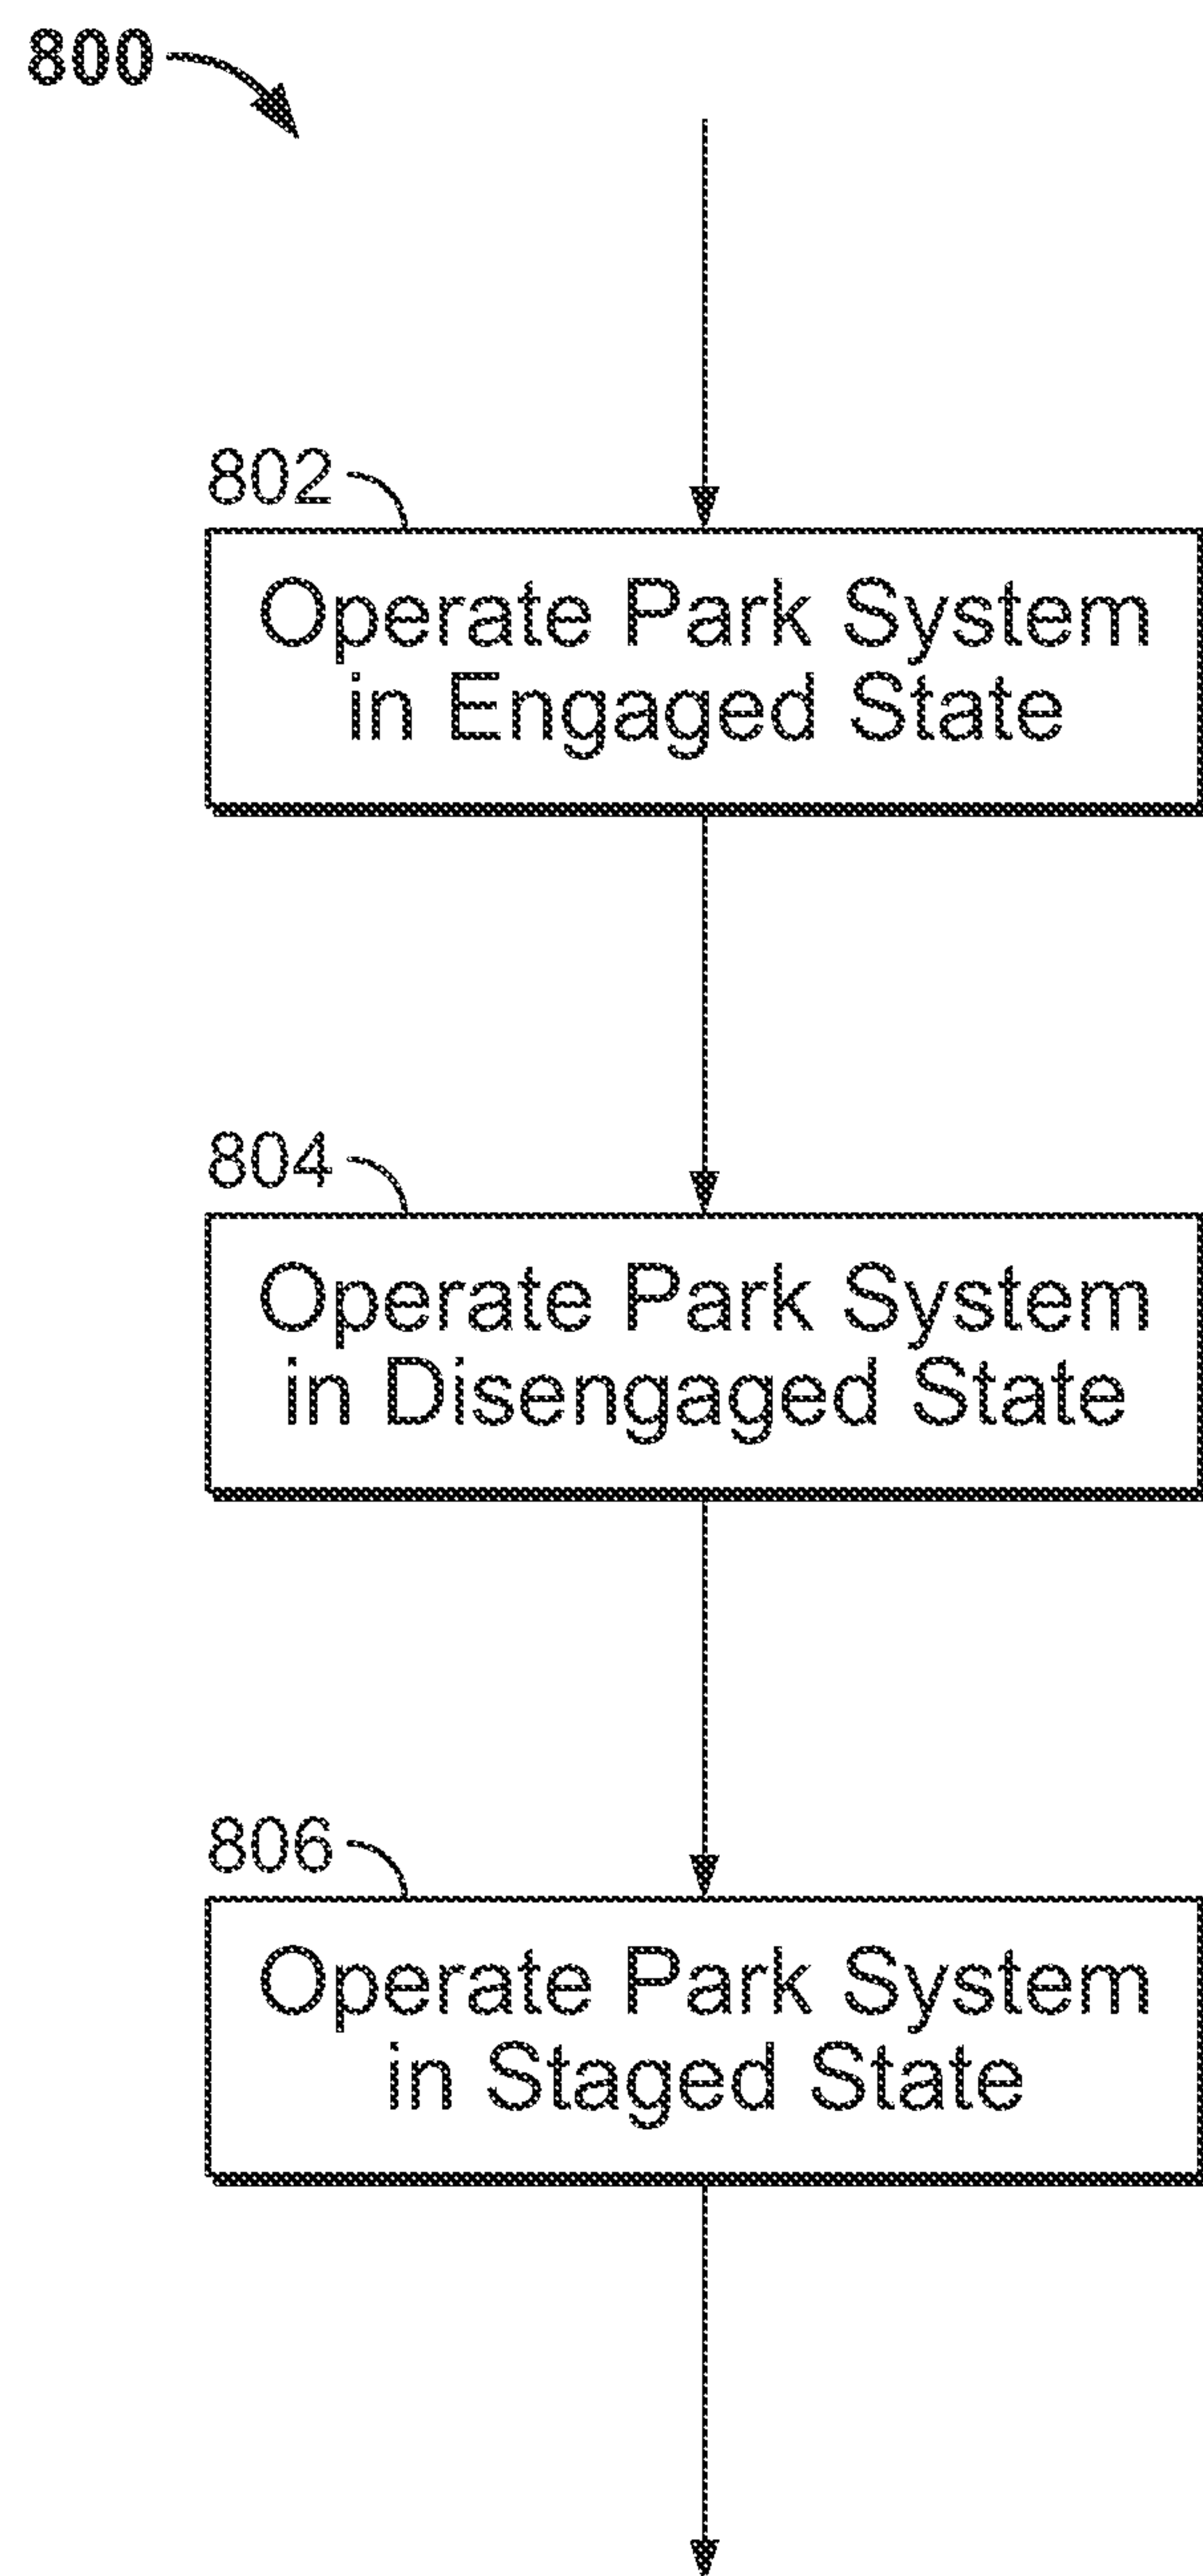 800
802
Operate Park System
in Engaged State
804
Operate Park System
in Disengaged State
806
Operate Park System
in Staged State